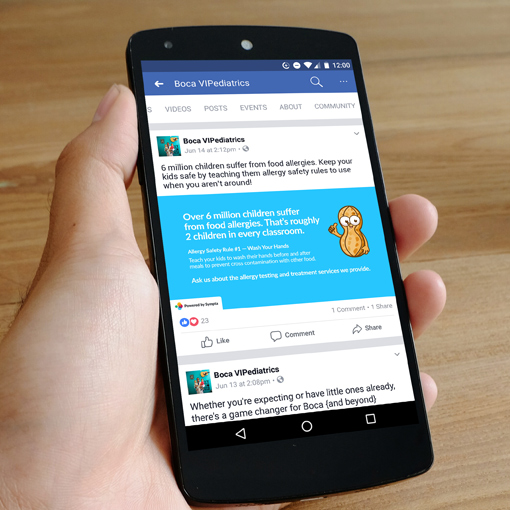 12:00
Boca VIPediatrics
S VIDEOS POSTS EVENTS ABOUT COMMUNITY
Boca VIPediatrics
Jun 14 at 2:12pm •
6 million children suffer from food allergies. Keep your
kids safe by teaching them allergy safety rules to use
when you aren't around!
Over 6 million children suffer
from food allergies. That's roughly
2 children in every classroom.
Allergy Safety Rule #1 — Wash Your Hands
Teach your kids to wash their hands before and after
meals to prevent cross contamination with other food.
Ask us about the allergy testing and treatment services we provide.
Powered by Sympia
23
1 Comment • 1 Share
Like Comment Share
Boca VIPediatrics
Jun 13 at 2:08pm •
Whether you're expecting or have little ones already,
there's a game changer for Boca {and beyond}